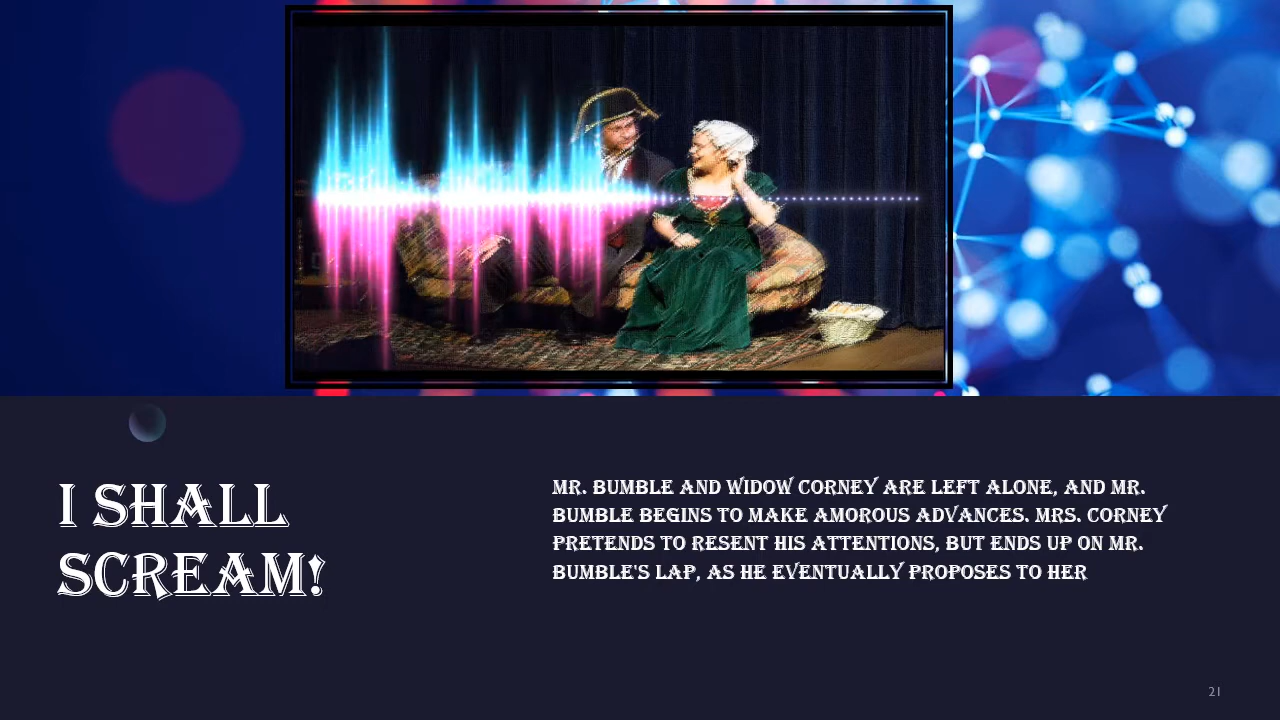 I SHALL
SCREAM!
MR. BUMBLE AND WIDOW CORNEY ARE LEFT ALONE, AND MR.
BUMBLE BEGINS TO MAKE AMOROUS ADVANCES. MRS. CORNEY
PRETENDS TO RESENT HIS ATTENTIONS, BUT ENDS UP ON MR.
BUMBLE'S LAP, AS HE EVENTUALLY PROPOSES TO HER
21